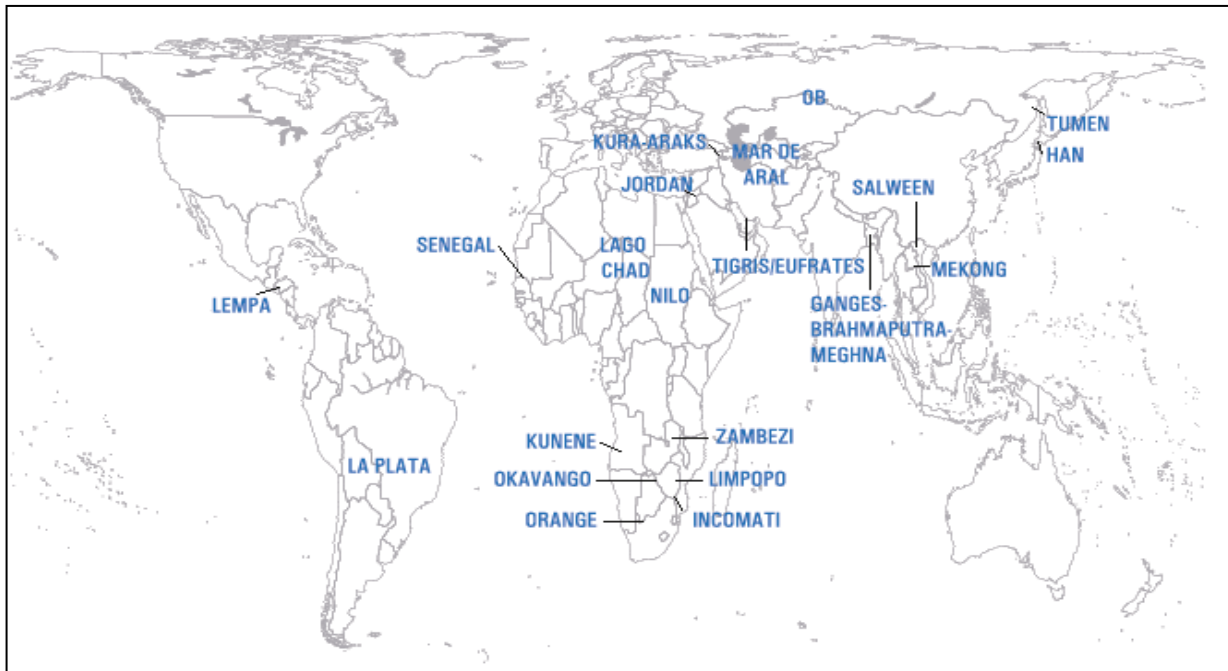 OB
TUMEN
KURA-ARAKS
MAR DE
ARAL
HAN
JORDAN
SALWEEN
SENEGAL
LAGO
CHAD
TIGRIS/EUFRATES
MEKONG
LEMPA
NILO
GANGES-
BRAHMAPUTRA-
MEGHNA
KUNENE
ZAMBEZI
LA PLATA
OKAVANGO
LIMPOPO
ORANGE
INCOMATI